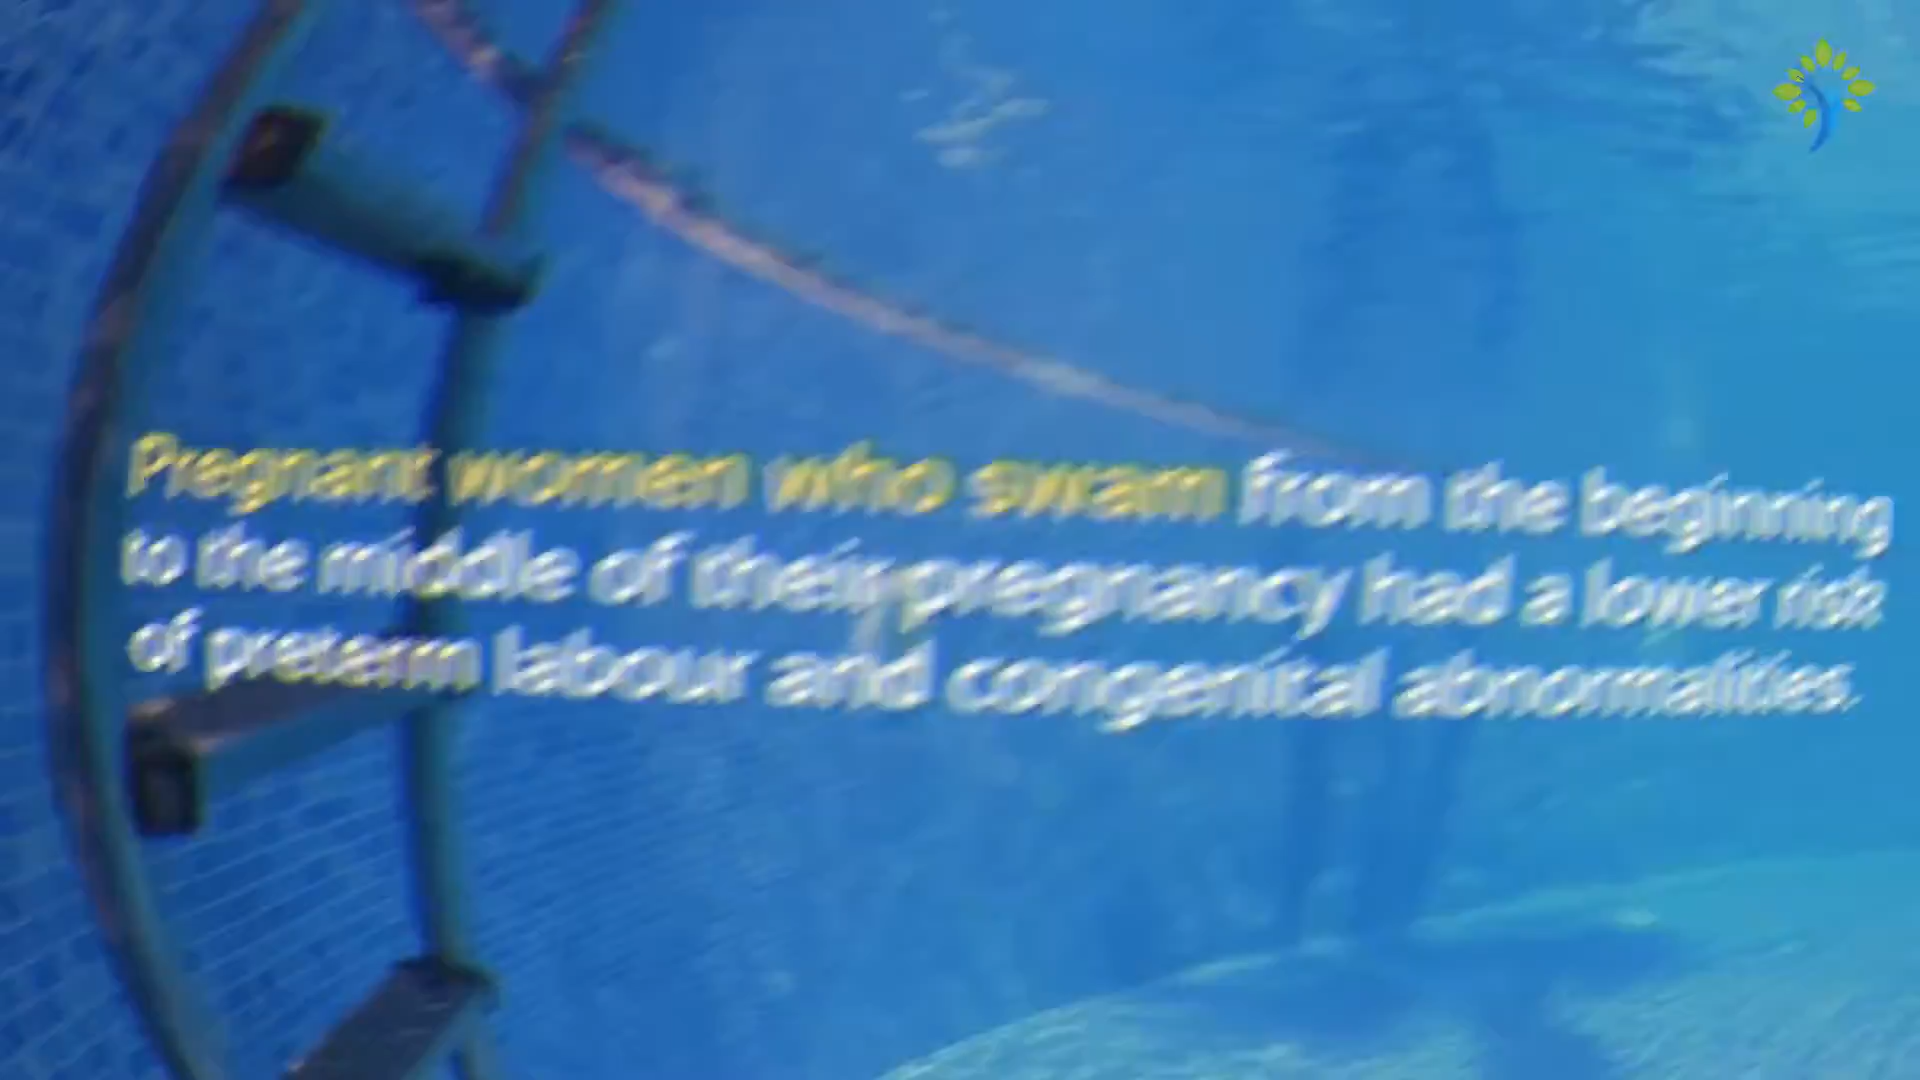 Pregnant women who swam from the beginning
to the middle of their pregnancy had a lower risk
of preterm labour and congenital abnormalities.